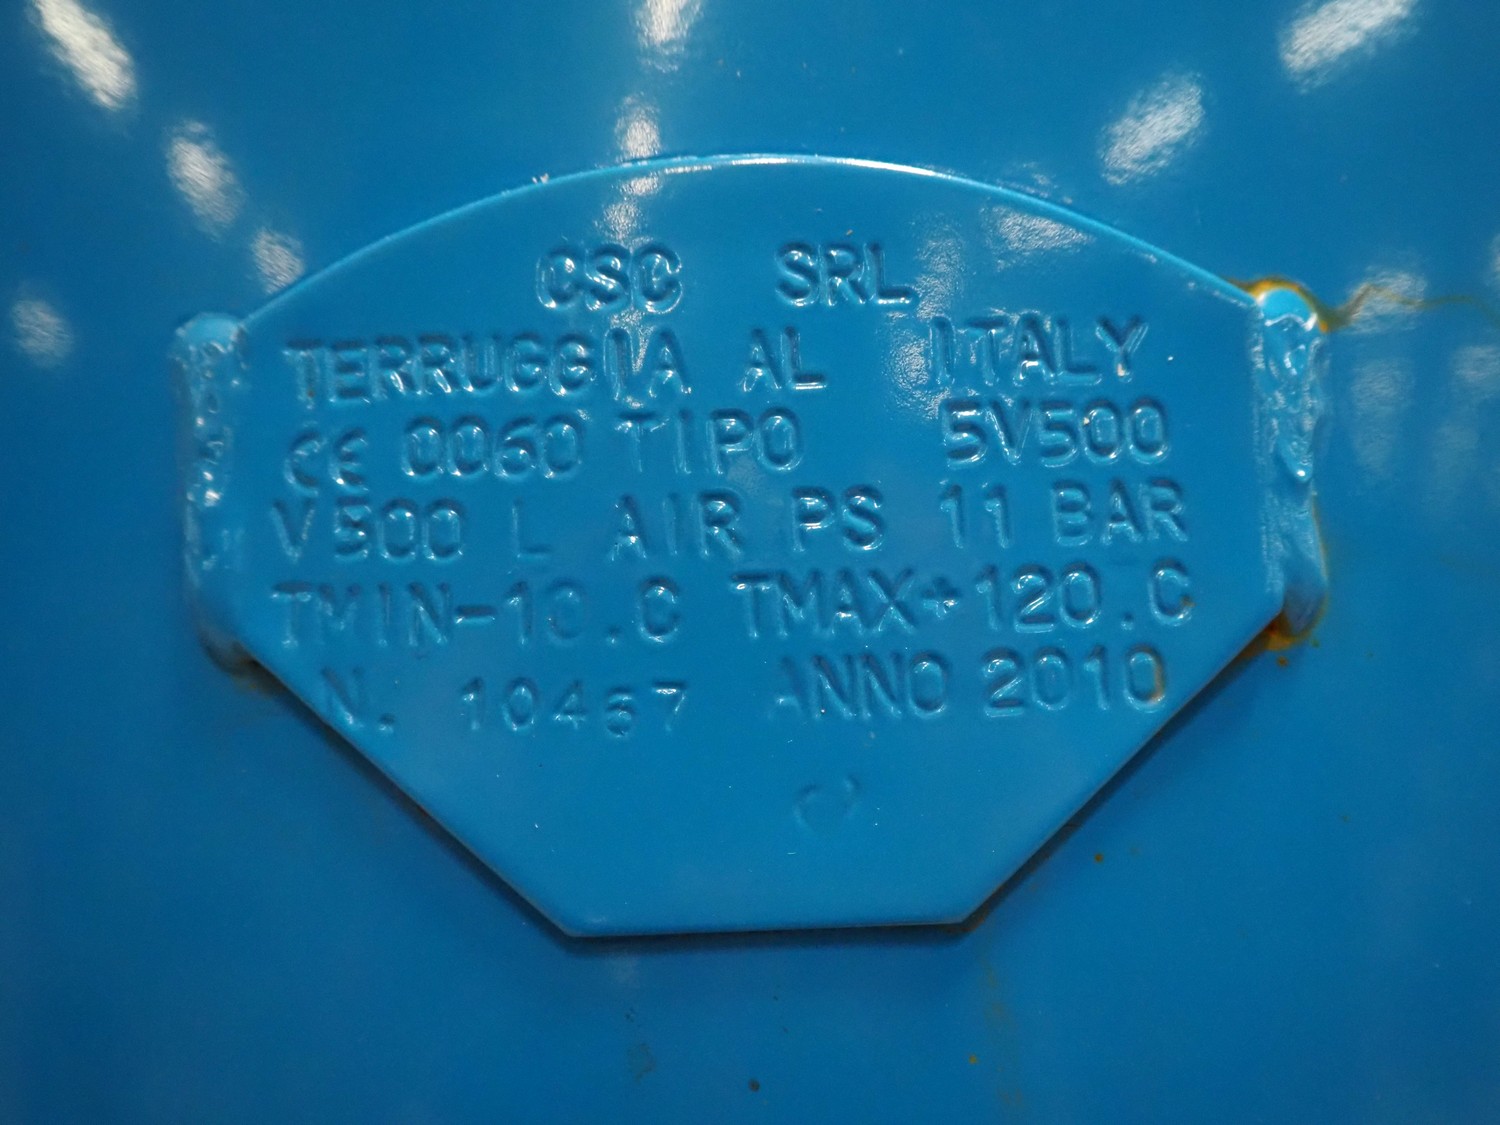 CSC SRL
TERRUGGIA AL ITALY
CE 0060 TIPO 5V500
V 500 L AIR PS 11 BAR
TMIN-10.C TMAX+120.C
N. 10467 ANNO 2010